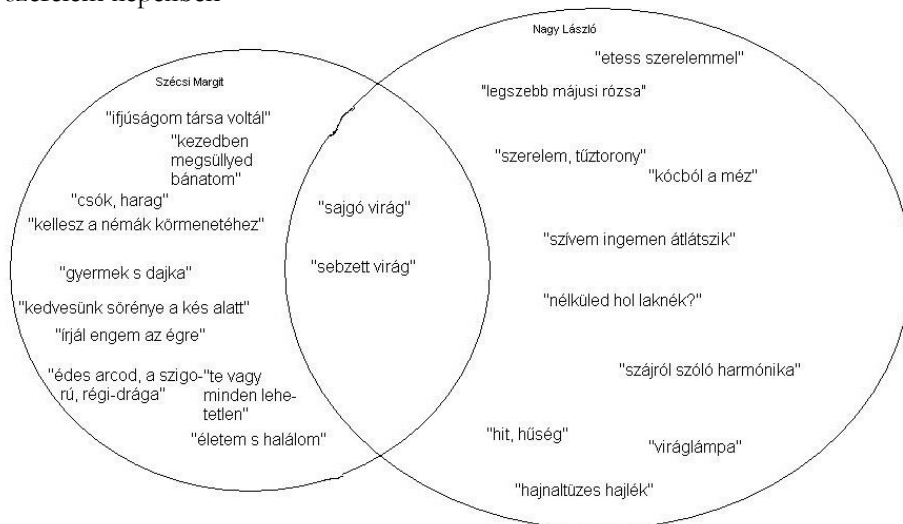 szerelem képeiben
Szécsi Margit
"ifjúságom társa voltál"
"kezedben
megsüllyed
bánatom"
"csók, harag"
"kellesz a némák körmenetéhez"
"gyermek s dajka"
"kedvesünk sörénye a kés alatt"
"írjál engem az égre"
"édes arcod, a szigo-
rú, régi-drága"
"te vagy
minden lehe-
tetlen"
"életem s halálom"
"sajgó virág"
"sebzett virág"
Nagy László
"etess szerelemmel"
"legszebb májusi rózsa"
"szerelem, tűztorony"
"kócból a méz"
"szívem ingemen átlátszik"
"nélküled hol laknék?"
"szájról szóló harmónika"
"hit, hűség"
"viráglámpa"
"hajnaltüzes hajlék"